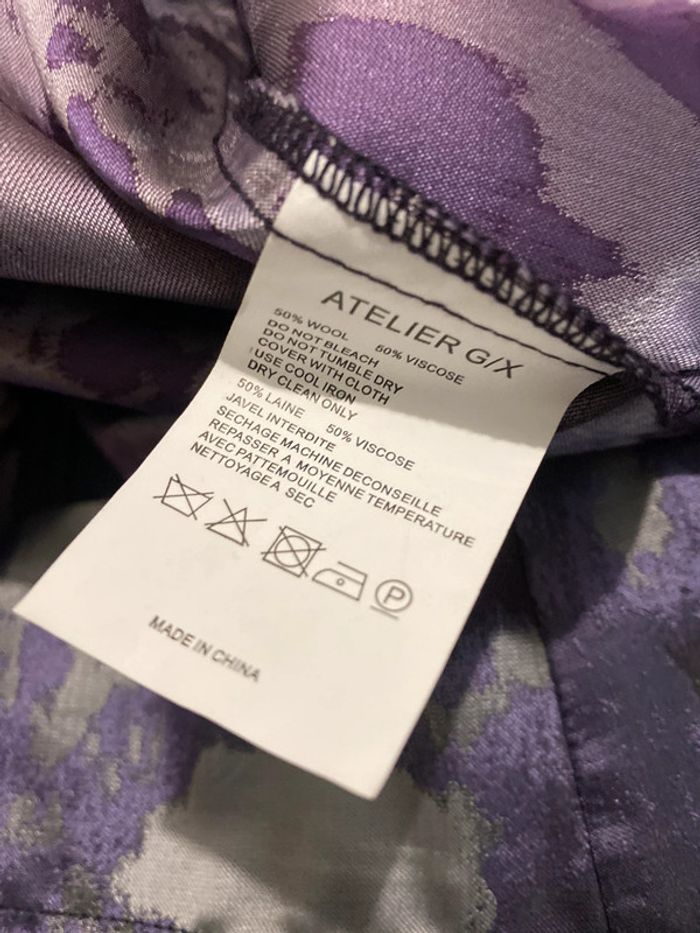 ATELIER G/X
50% WOOL 50% VISCOSE
DO NOT BLEACH
DO NOT TUMBLE DRY
COVER WITH CLOTH
USE COOL IRON
DRY CLEAN ONLY
50% LAINE 50% VISCOSE
JAVEL INTERDITE
SECHAGE MACHINE DECONSEILLE
REPASSER A MOYENNE TEMPERATURE
AVEC PATTEMOUILLE
NETTOYAGE A SEC
P
MADE IN CHINA